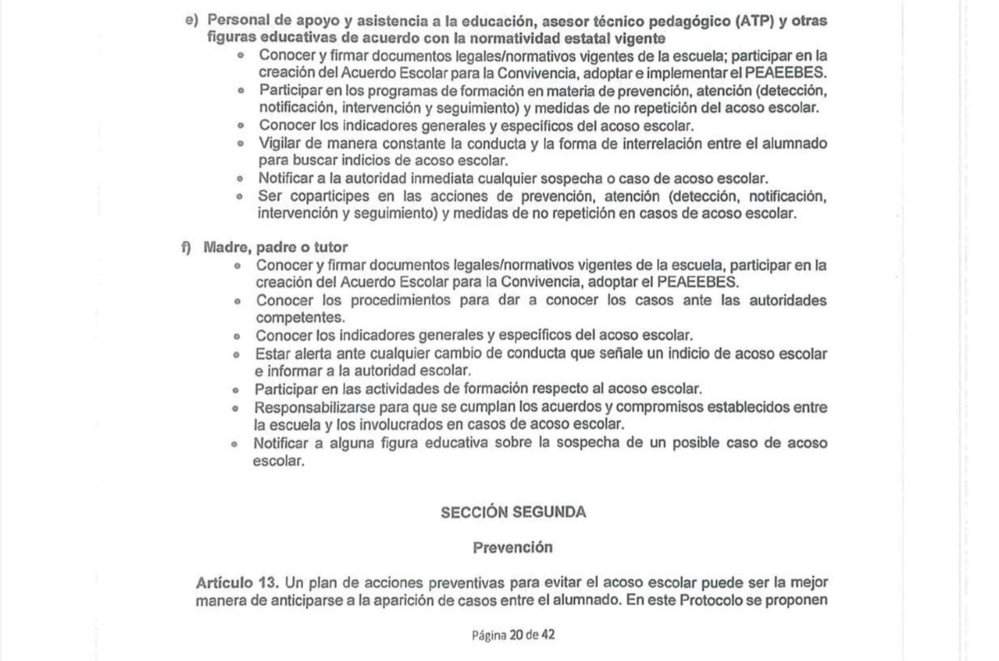 e) Personal de apoyo y asistencia a la educación, asesor técnico pedagógico (ATP) y otras
figuras educativas de acuerdo con la normatividad estatal vigente
• Conocer y firmar documentos legales/normativos vigentes de la escuela; participar en la
creación del Acuerdo Escolar para la Convivencia, adoptar e implementar el PEAEEBES.
• Participar en los programas de formación en materia de prevención, atención (detección,
notificación, intervención y seguimiento) y medidas de no repetición del acoso escolar.
• Conocer los indicadores generales y específicos del acoso escolar.
• Vigilar de manera constante la conducta y la forma de interrelación entre el alumnado
para buscar indicios de acoso escolar.
• Notificar a la autoridad inmediata cualquier sospecha o caso de acoso escolar.
• Ser coparticipes en las acciones de prevención, atención (detección, notificación,
intervención y seguimiento) y medidas de no repetición en casos de acoso escolar.
f) Madre, padre o tutor
• Conocer y firmar documentos legales/normativos vigentes de la escuela, participar en la
creación del Acuerdo Escolar para la Convivencia, adoptar el PEAEEBES.
• Conocer los procedimientos para dar a conocer los casos ante las autoridades
competentes.
• Conocer los indicadores generales y específicos del acoso escolar.
• Estar alerta ante cualquier cambio de conducta que señale un indicio de acoso escolar
e informar a la autoridad escolar.
• Participar en las actividades de formación respecto al acoso escolar.
• Responsabilizarse para que se cumplan los acuerdos y compromisos establecidos entre
la escuela y los involucrados en casos de acoso escolar.
• Notificar a alguna figura educativa sobre la sospecha de un posible caso de acoso
escolar.
SECCIÓN SEGUNDA
Prevención
Artículo 13. Un plan de acciones preventivas para evitar el acoso escolar puede ser la mejor
manera de anticiparse a la aparición de casos entre el alumnado. En este Protocolo se proponen
Página 20 de 42